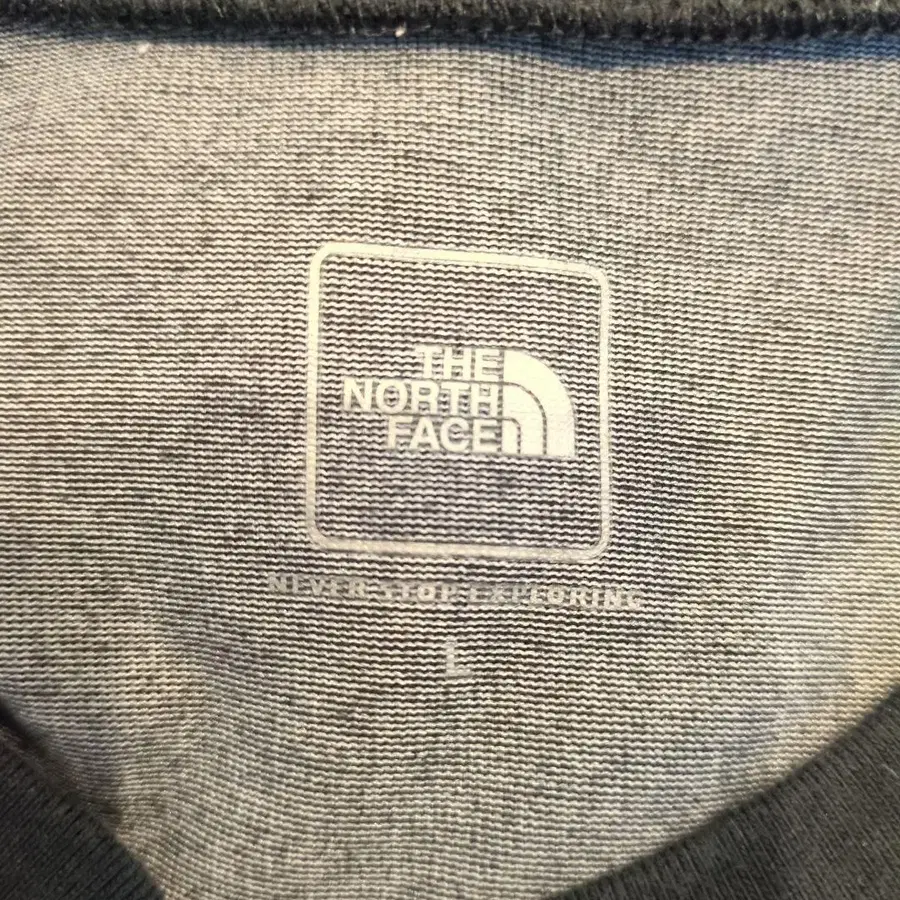 THE
NORTH
FACE
NEVER STOP EXPLORING
L